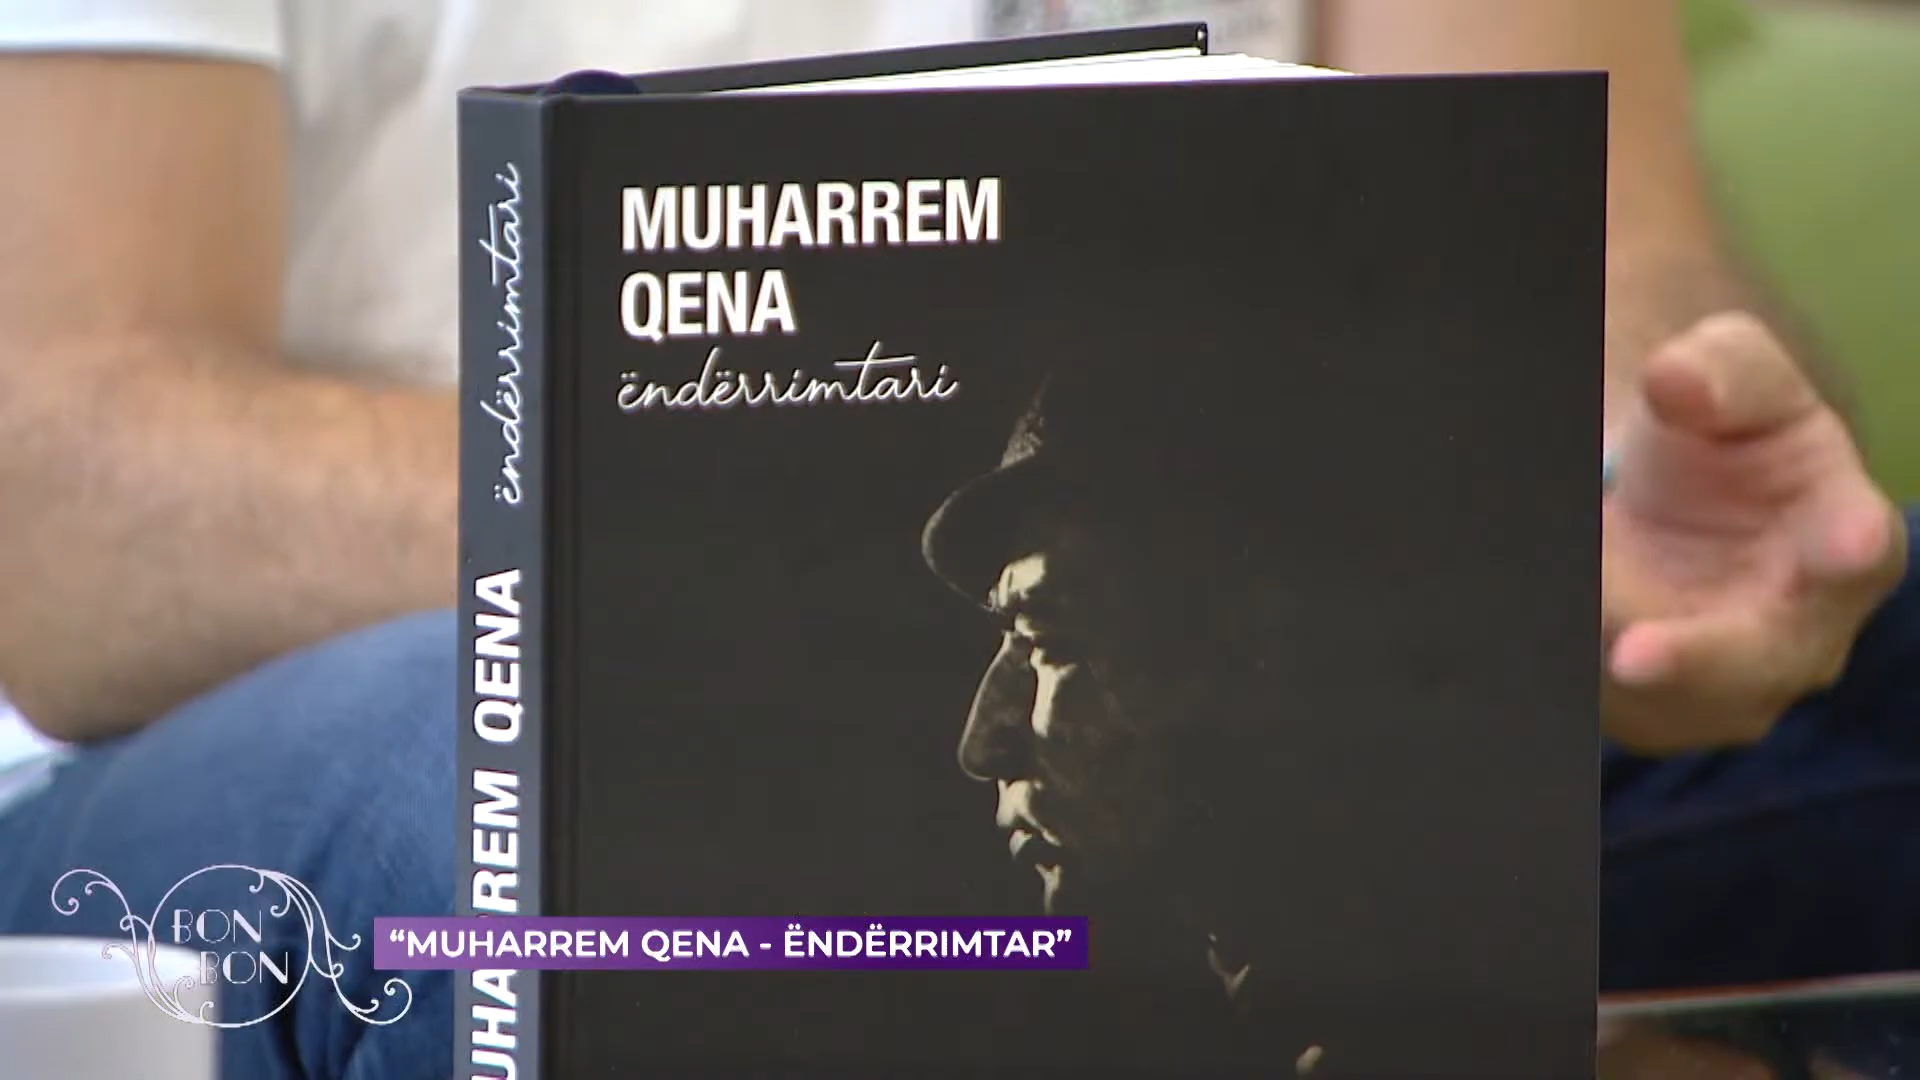 MUHARREM
QENA
ëndërrimtari
MUHARREM QENA ëndërrimtari
BON
BON
“MUHARREM QENA - ËNDËRRIMTAR”